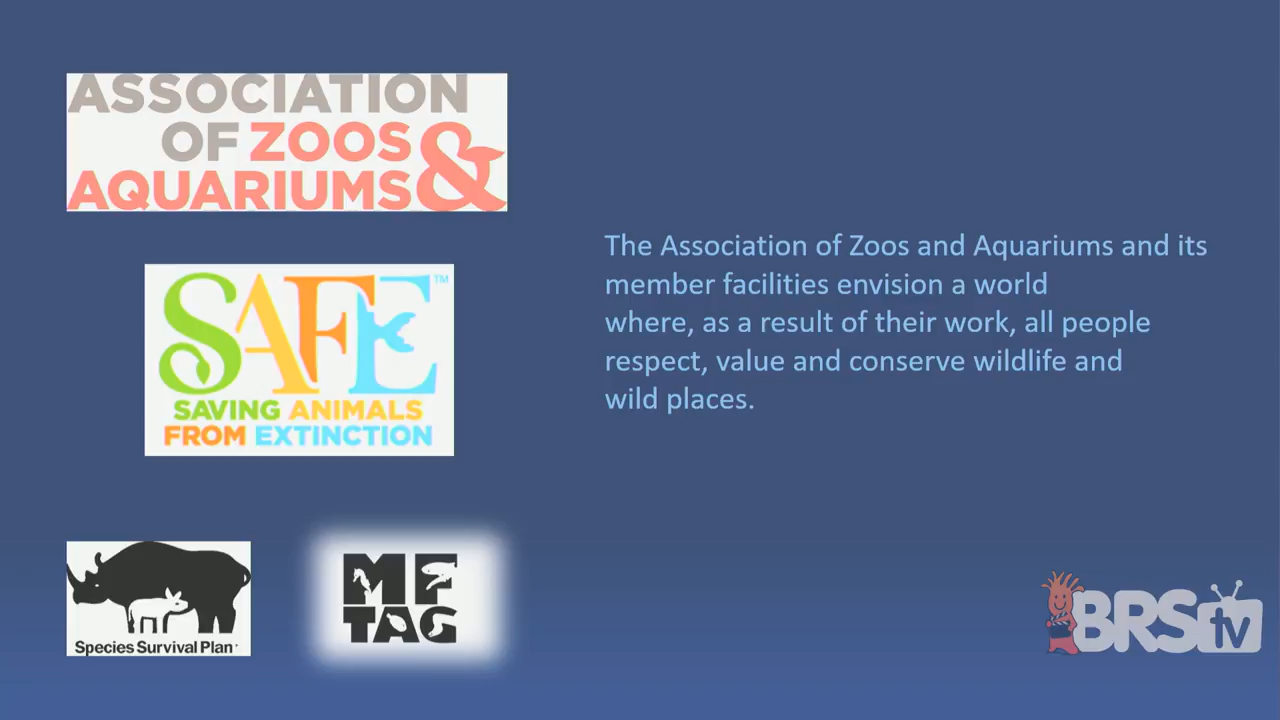 ASSOCIATION
OF ZOOS &
AQUARIUMS
SAFE™
SAVING ANIMALS
FROM EXTINCTION
Species Survival Plan
MF
TAG
The Association of Zoos and Aquariums and its
member facilities envision a world
where, as a result of their work, all people
respect, value and conserve wildlife and
wild places.
BRS tv